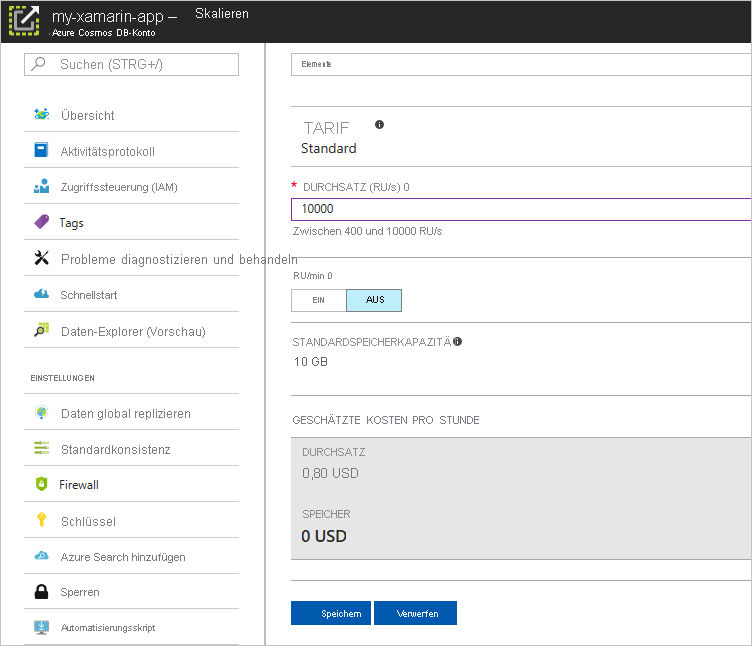 my-xamarin-app – Skalieren
Azure Cosmos DB-Konto
Suchen (STRG+/)
Übersicht
Aktivitätsprotokoll
Zugriffssteuerung (IAM)
Tags
Probleme diagnostizieren und behandeln
Schnellstart
Daten-Explorer (Vorschau)
EINSTELLUNGEN
Daten global replizieren
Standardkonsistenz
Firewall
Schlüssel
Azure Search hinzufügen
Sperren
Automatisierungsskript
Elemente
TARIF
Standard
* DURCHSATZ (RU/s) 0
10000
Zwischen 400 und 10000 RU/s
RU/min 0
EIN AUS
STANDARDSPEICHERKAPAZITÄ
10 GB
GESCHÄTZTE KOSTEN PRO STUNDE
DURCHSATZ
0,80 USD
SPEICHER
0 USD
Speichern Verwerfen